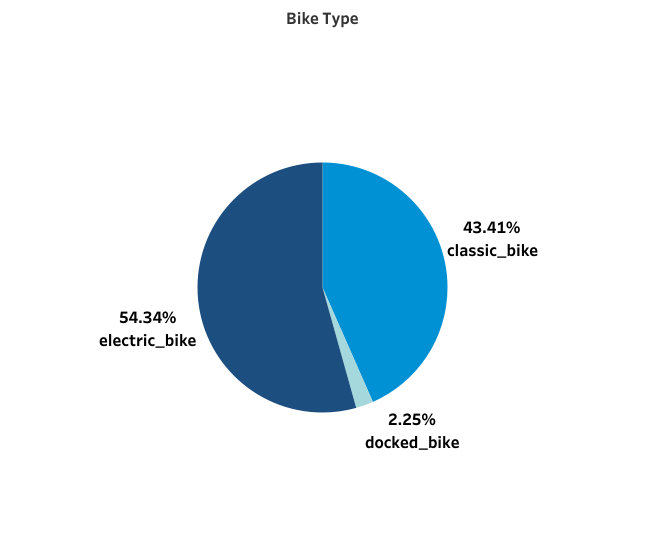 Bike Type
43.41%
classic_bike
54.34%
electric_bike
2.25%
docked_bike